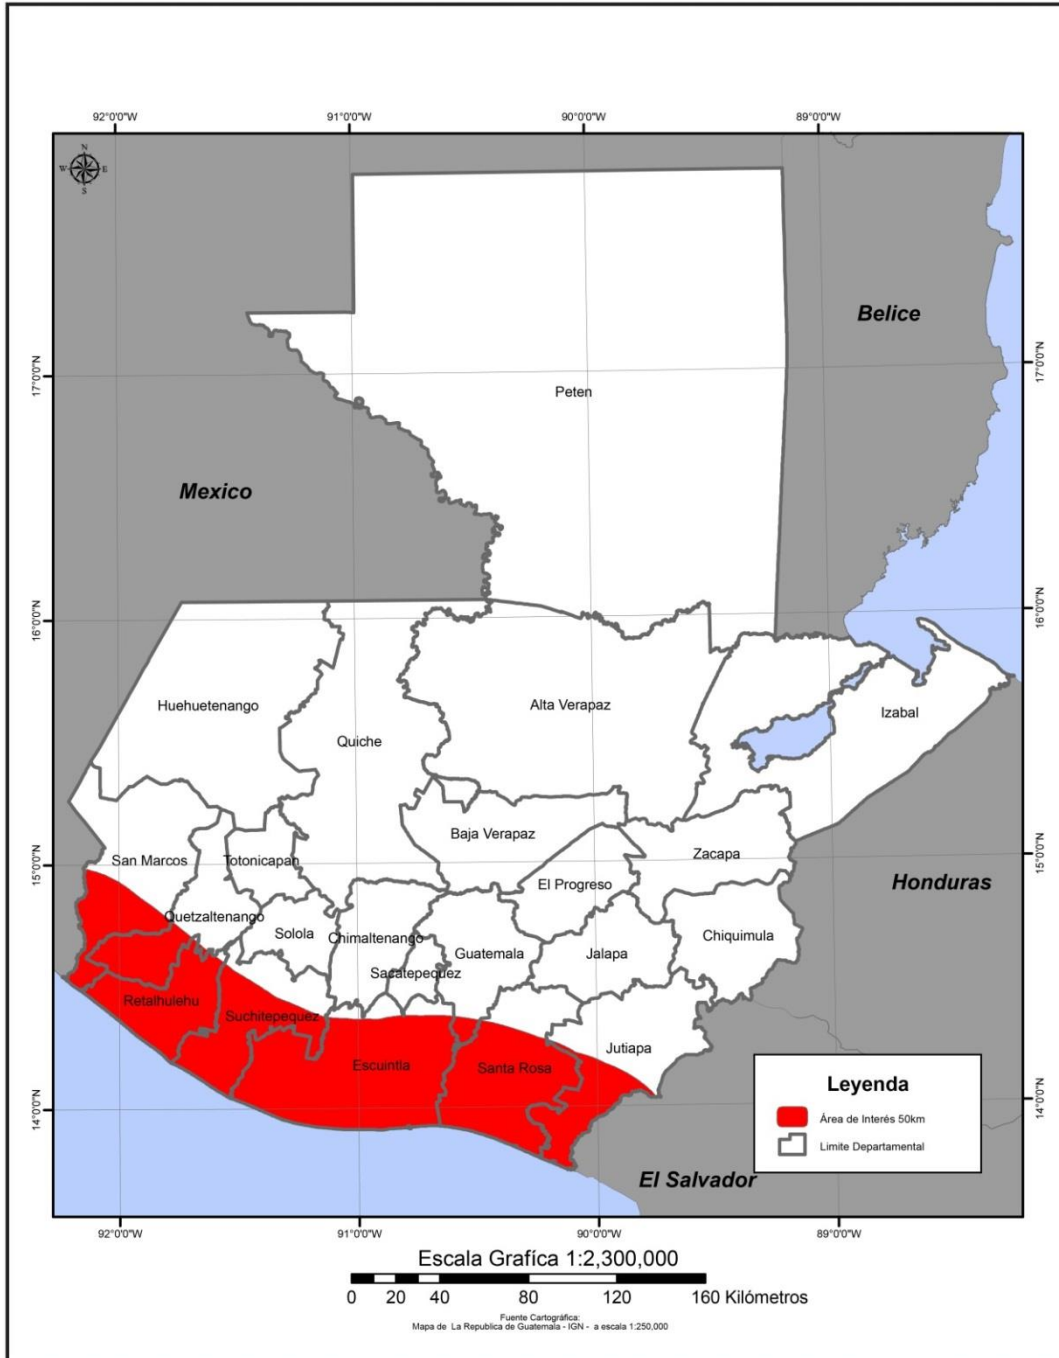 92°0'0"W 91°0'0"W 90°0'0"W 89°0'0"W
N
W E
S
Belice
17°0'0"N 17°0'0"N
Peten
Mexico
16°0'0"N 16°0'0"N
Huehuetenango
Alta Verapaz
Izabal
Quiche
Baja Verapaz
San Marcos
Totonicapan
Zacapa
15°0'0"N 15°0'0"N
El Progreso
Honduras
Quetzaltenango
Solola
Chimaltenango
Chiquimula
Guatemala
Jalapa
Sacatepequez
Retalhulehu
Suchitepequez
Jutiapa
Escuintla
Santa Rosa
14°0'0"N 14°0'0"N
Leyenda
Área de Interés 50km
Limite Departamental
El Salvador
92°0'0"W 91°0'0"W 90°0'0"W 89°0'0"W
Escala Grafica 1:2,300,000
0 20 40 80 120 160 Kilómetros
Fuente Cartográfica:
Mapa de La Republica de Guatemala - IGN - a escala 1:250,000